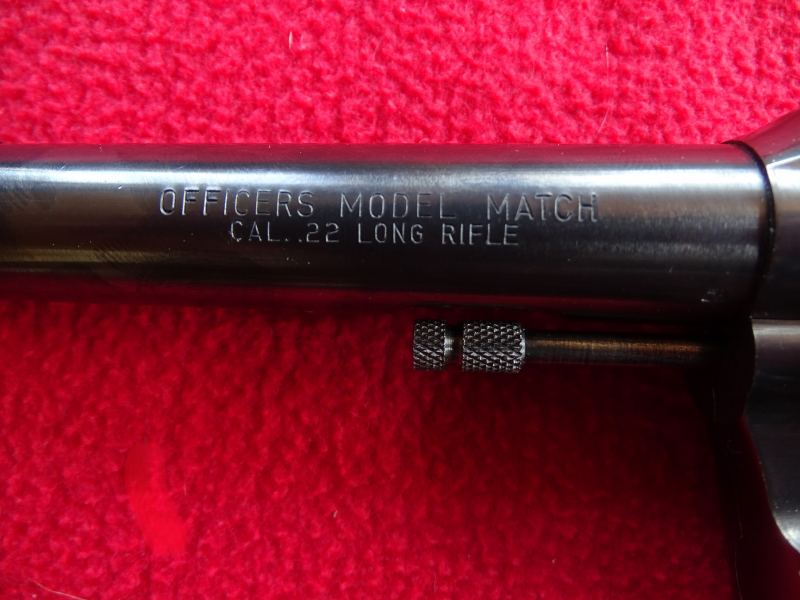 OFFICERS MODEL MATCH
CAL..22 LONG RIFLE